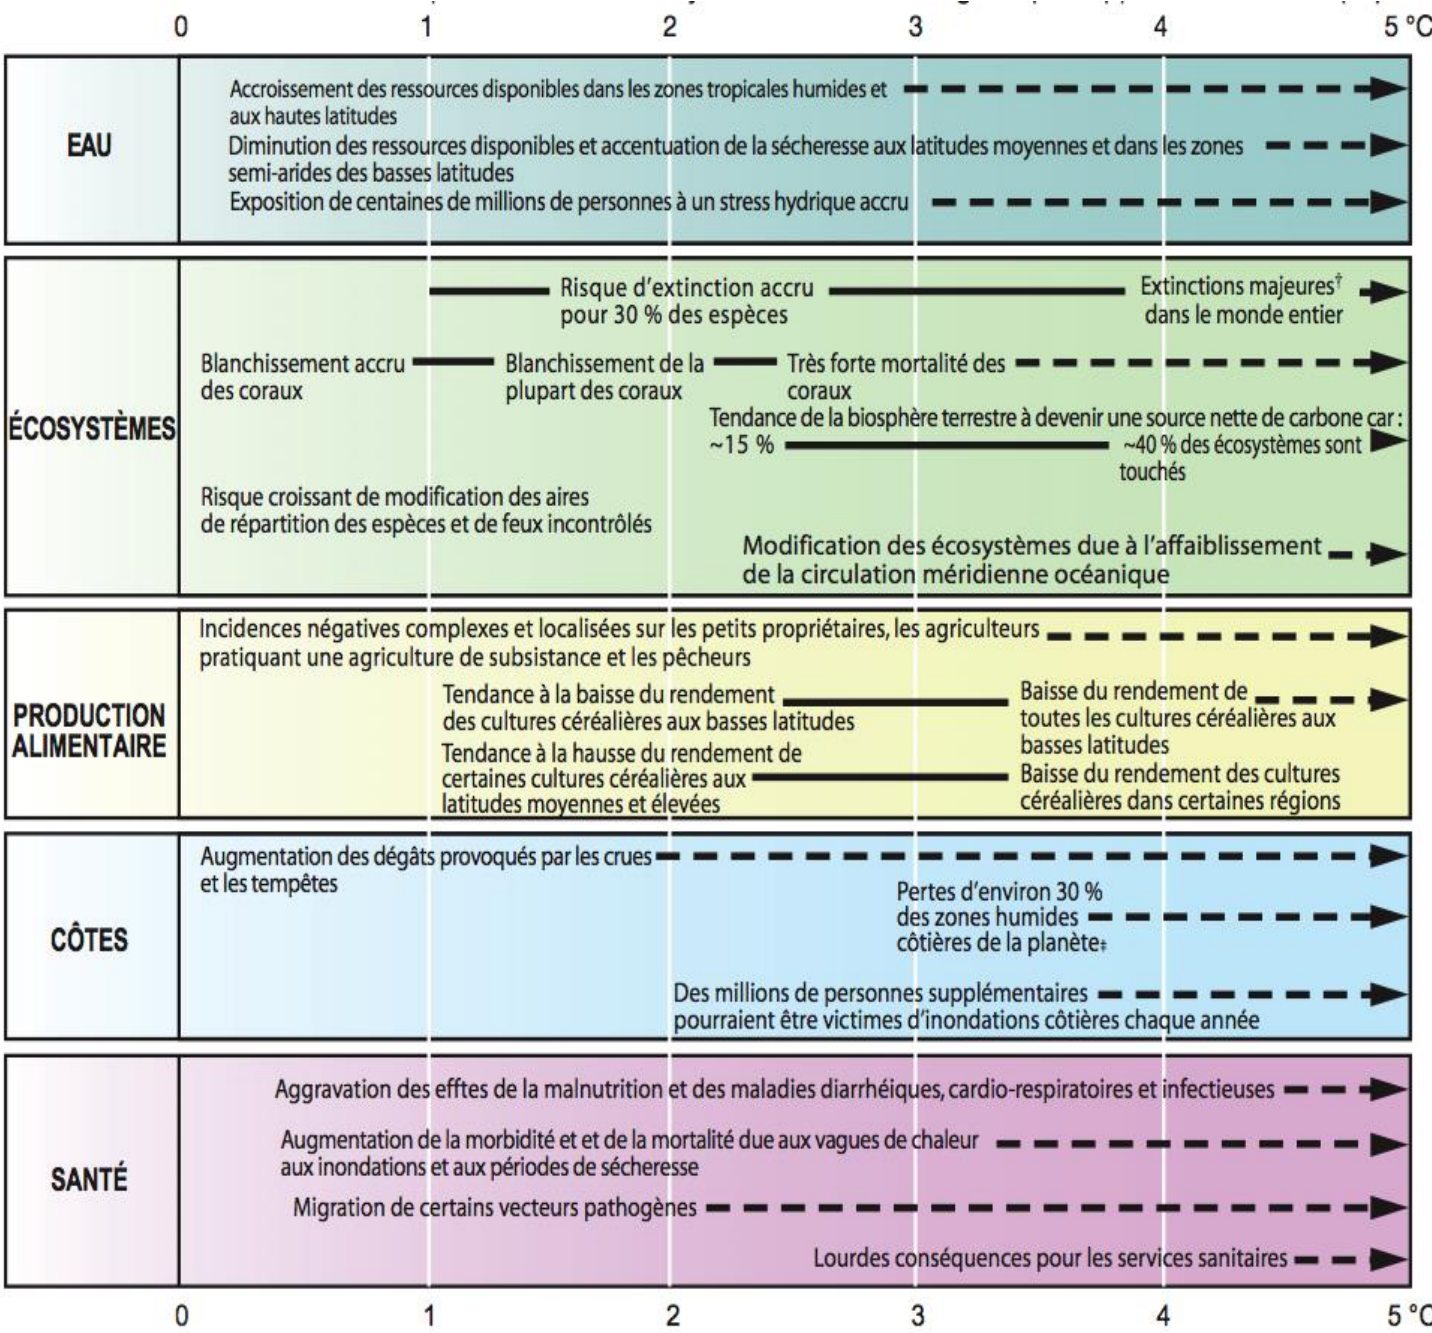 0 1 2 3 4 5 °C
EAU
Accroissement des ressources disponibles dans les zones tropicales humides et
aux hautes latitudes
Diminution des ressources disponibles et accentuation de la sécheresse aux latitudes moyennes et dans les zones
semi-arides des basses latitudes
Exposition de centaines de millions de personnes à un stress hydrique accru
ÉCOSYSTÈMES
Risque d'extinction accru
pour 30 % des espèces
Extinctions majeures†
dans le monde entier
Blanchissement accru
des coraux
Blanchissement de la
plupart des coraux
Très forte mortalité des
coraux
Tendance de la biosphère terrestre à devenir une source nette de carbone car :
~15 %
~40 % des écosystèmes sont
touchés
Risque croissant de modification des aires
de répartition des espèces et de feux incontrôlés
Modification des écosystèmes due à l'affaiblissement
de la circulation méridienne océanique
PRODUCTION
ALIMENTAIRE
Incidences négatives complexes et localisées sur les petits propriétaires, les agriculteurs
pratiquant une agriculture de subsistance et les pêcheurs
Tendance à la baisse du rendement
des cultures céréalières aux basses latitudes
Baisse du rendement de
toutes les cultures céréalières aux
basses latitudes
Tendance à la hausse du rendement de
certaines cultures céréalières aux
latitudes moyennes et élevées
Baisse du rendement des cultures
céréalières dans certaines régions
CÔTES
Augmentation des dégâts provoqués par les crues
et les tempêtes
Pertes d'environ 30 %
des zones humides
côtières de la planète‡
Des millions de personnes supplémentaires
pourraient être victimes d'inondations côtières chaque année
SANTÉ
Aggravation des efftes de la malnutrition et des maladies diarrhéiques, cardio-respiratoires et infectieuses
Augmentation de la morbidité et et de la mortalité due aux vagues de chaleur
aux inondations et aux périodes de sécheresse
Migration de certains vecteurs pathogènes
Lourdes conséquences pour les services sanitaires
0 1 2 3 4 5 °C